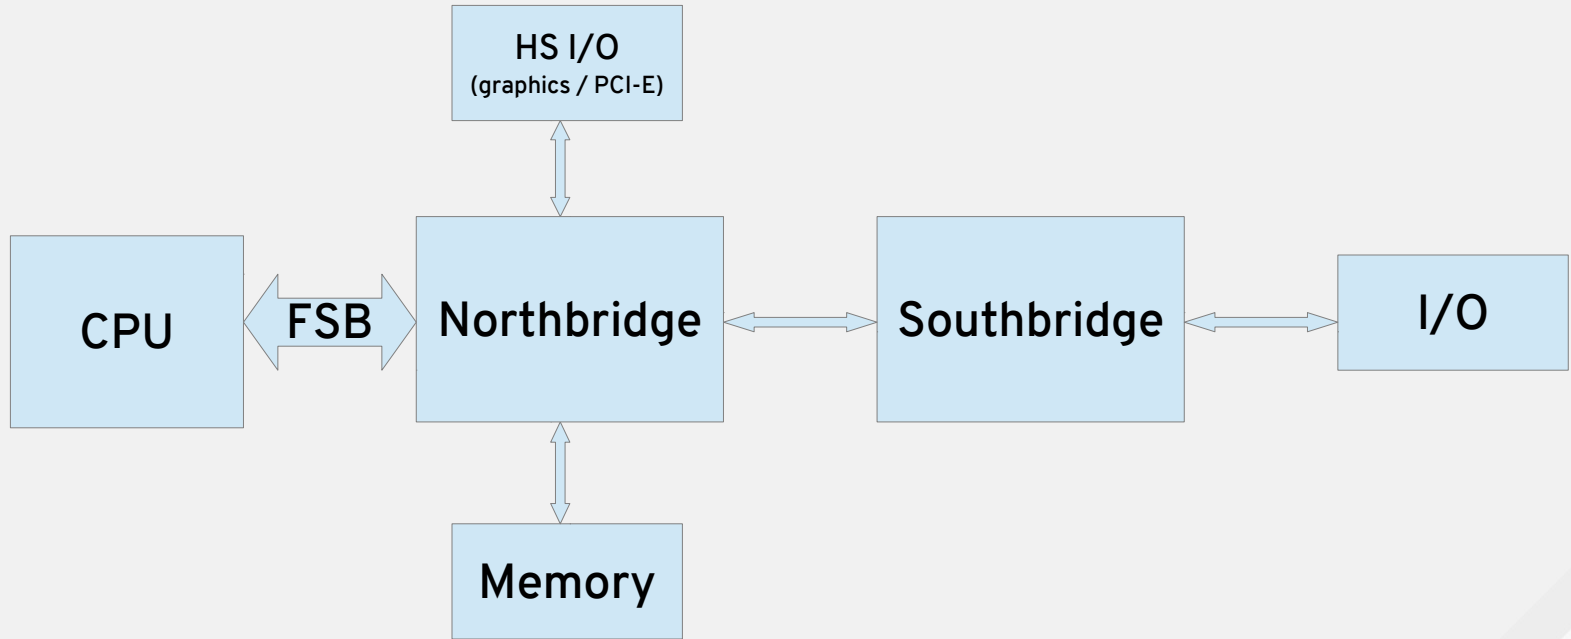 HS I/O
(graphics / PCI-E)
CPU
FSB
Northbridge
Southbridge
I/O
Memory